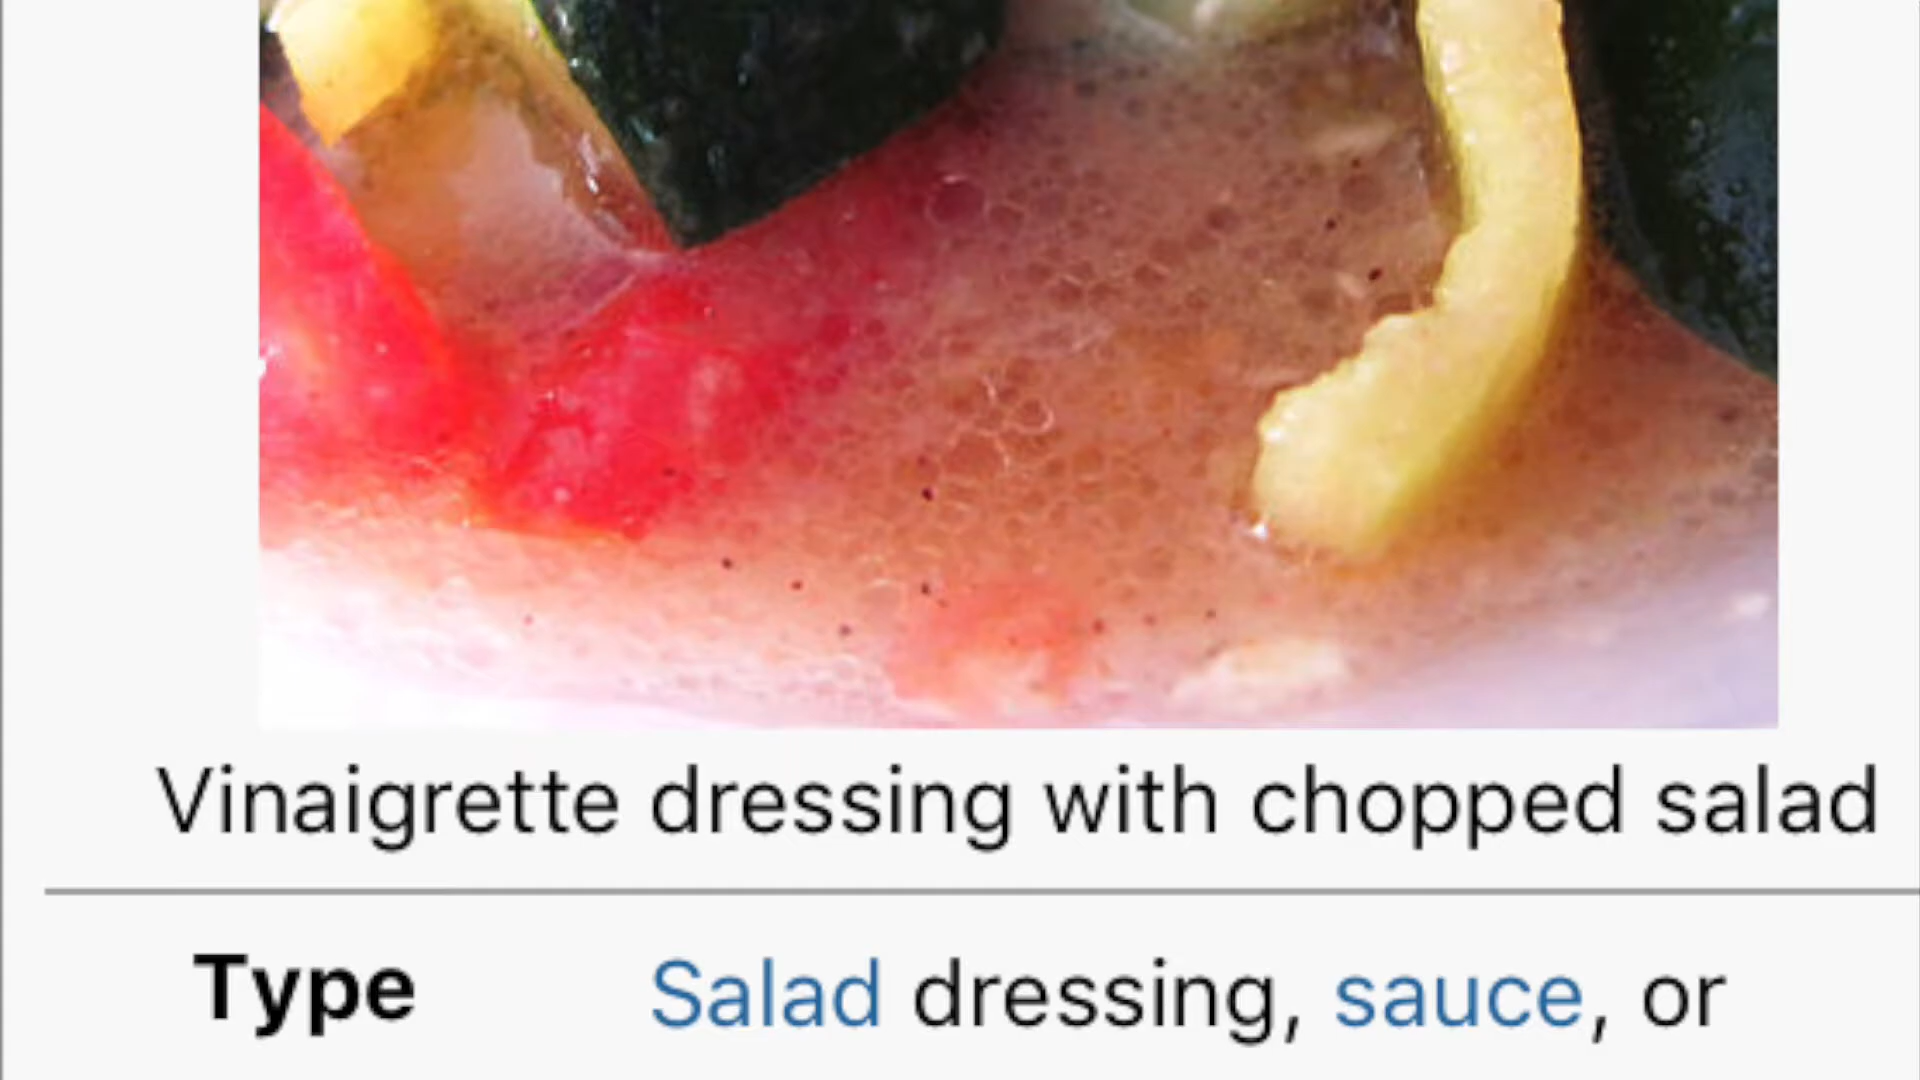 Vinaigrette dressing with chopped salad
Type Salad dressing, sauce, or